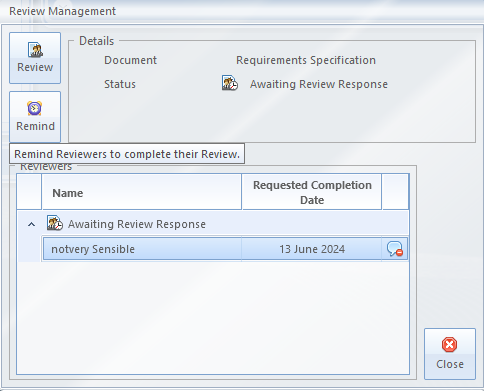 Review Management
Review
Remind
Details
Document Requirements Specification
Status Awaiting Review Response
Remind Reviewers to complete their Review.
Reviewers
Name Requested Completion
Date
Awaiting Review Response
notvery Sensible 13 June 2024
Close